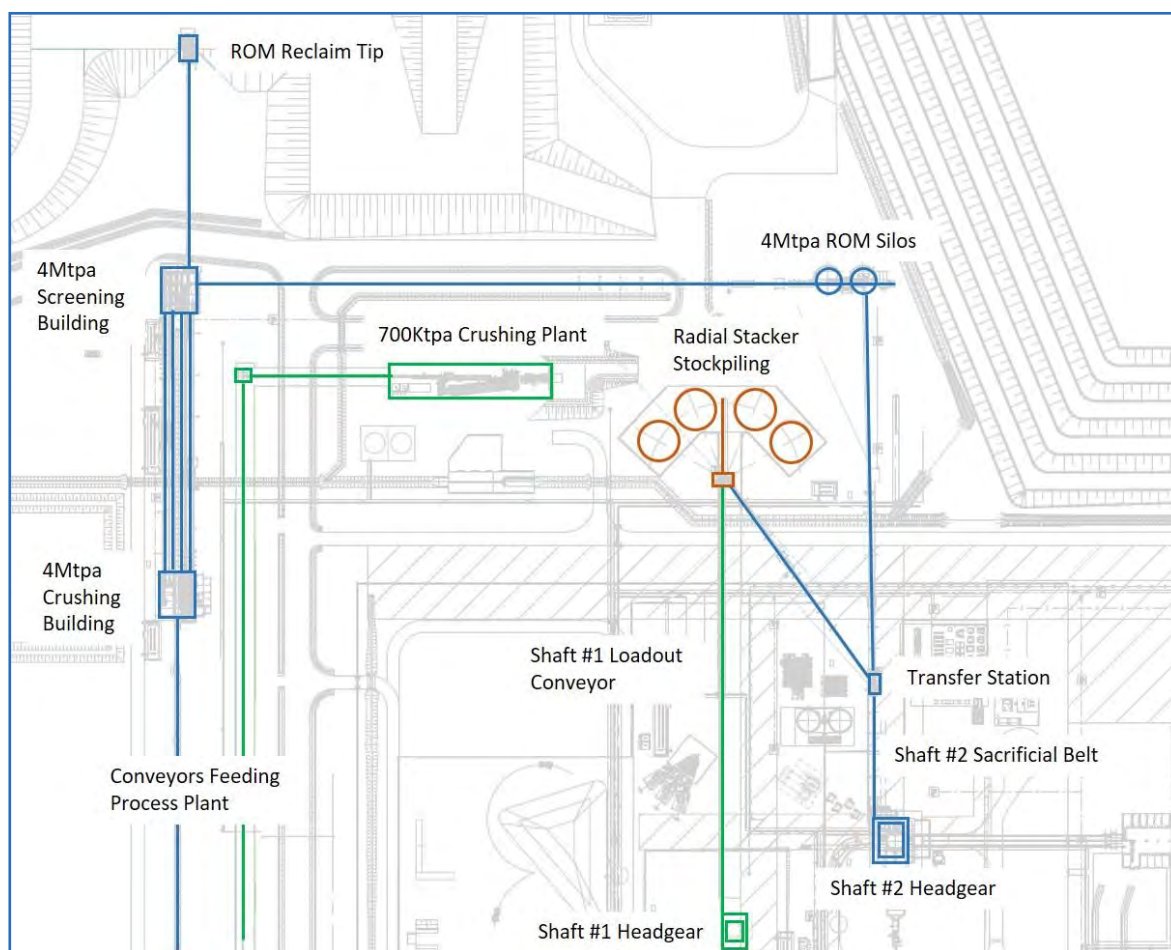 ROM Reclaim Tip
4Mtpa ROM Silos
4Mtpa
Screening
Building
700Ktpa Crushing Plant
Radial Stacker
Stockpiling
4Mtpa
Crushing
Building
Shaft #1 Loadout
Conveyor
Transfer Station
Shaft #2 Sacrificial Belt
Conveyors Feeding
Process Plant
Shaft #2 Headgear
Shaft #1 Headgear